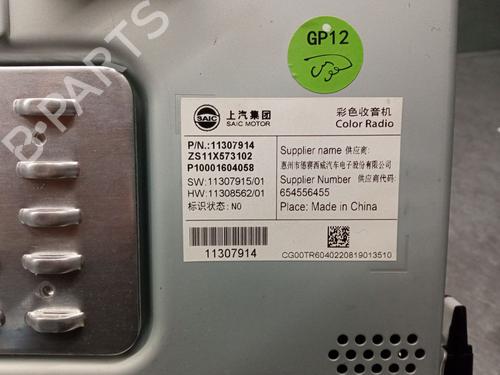 GP12
B-PARTS
SAIC
上汽集团
SAIC MOTOR
彩色收音机
Color Radio
P/N.:11307914
ZS11X573102
P10001604058
SW:11307915/01
HW:11308562/01
标识状态: NO
Supplier name 供应商:
惠州市德赛西威汽车电子股份有限公司
Supplier Number 供应商代码:
654556455
Place: Made in China
11307914
CG00TR6040220819013510